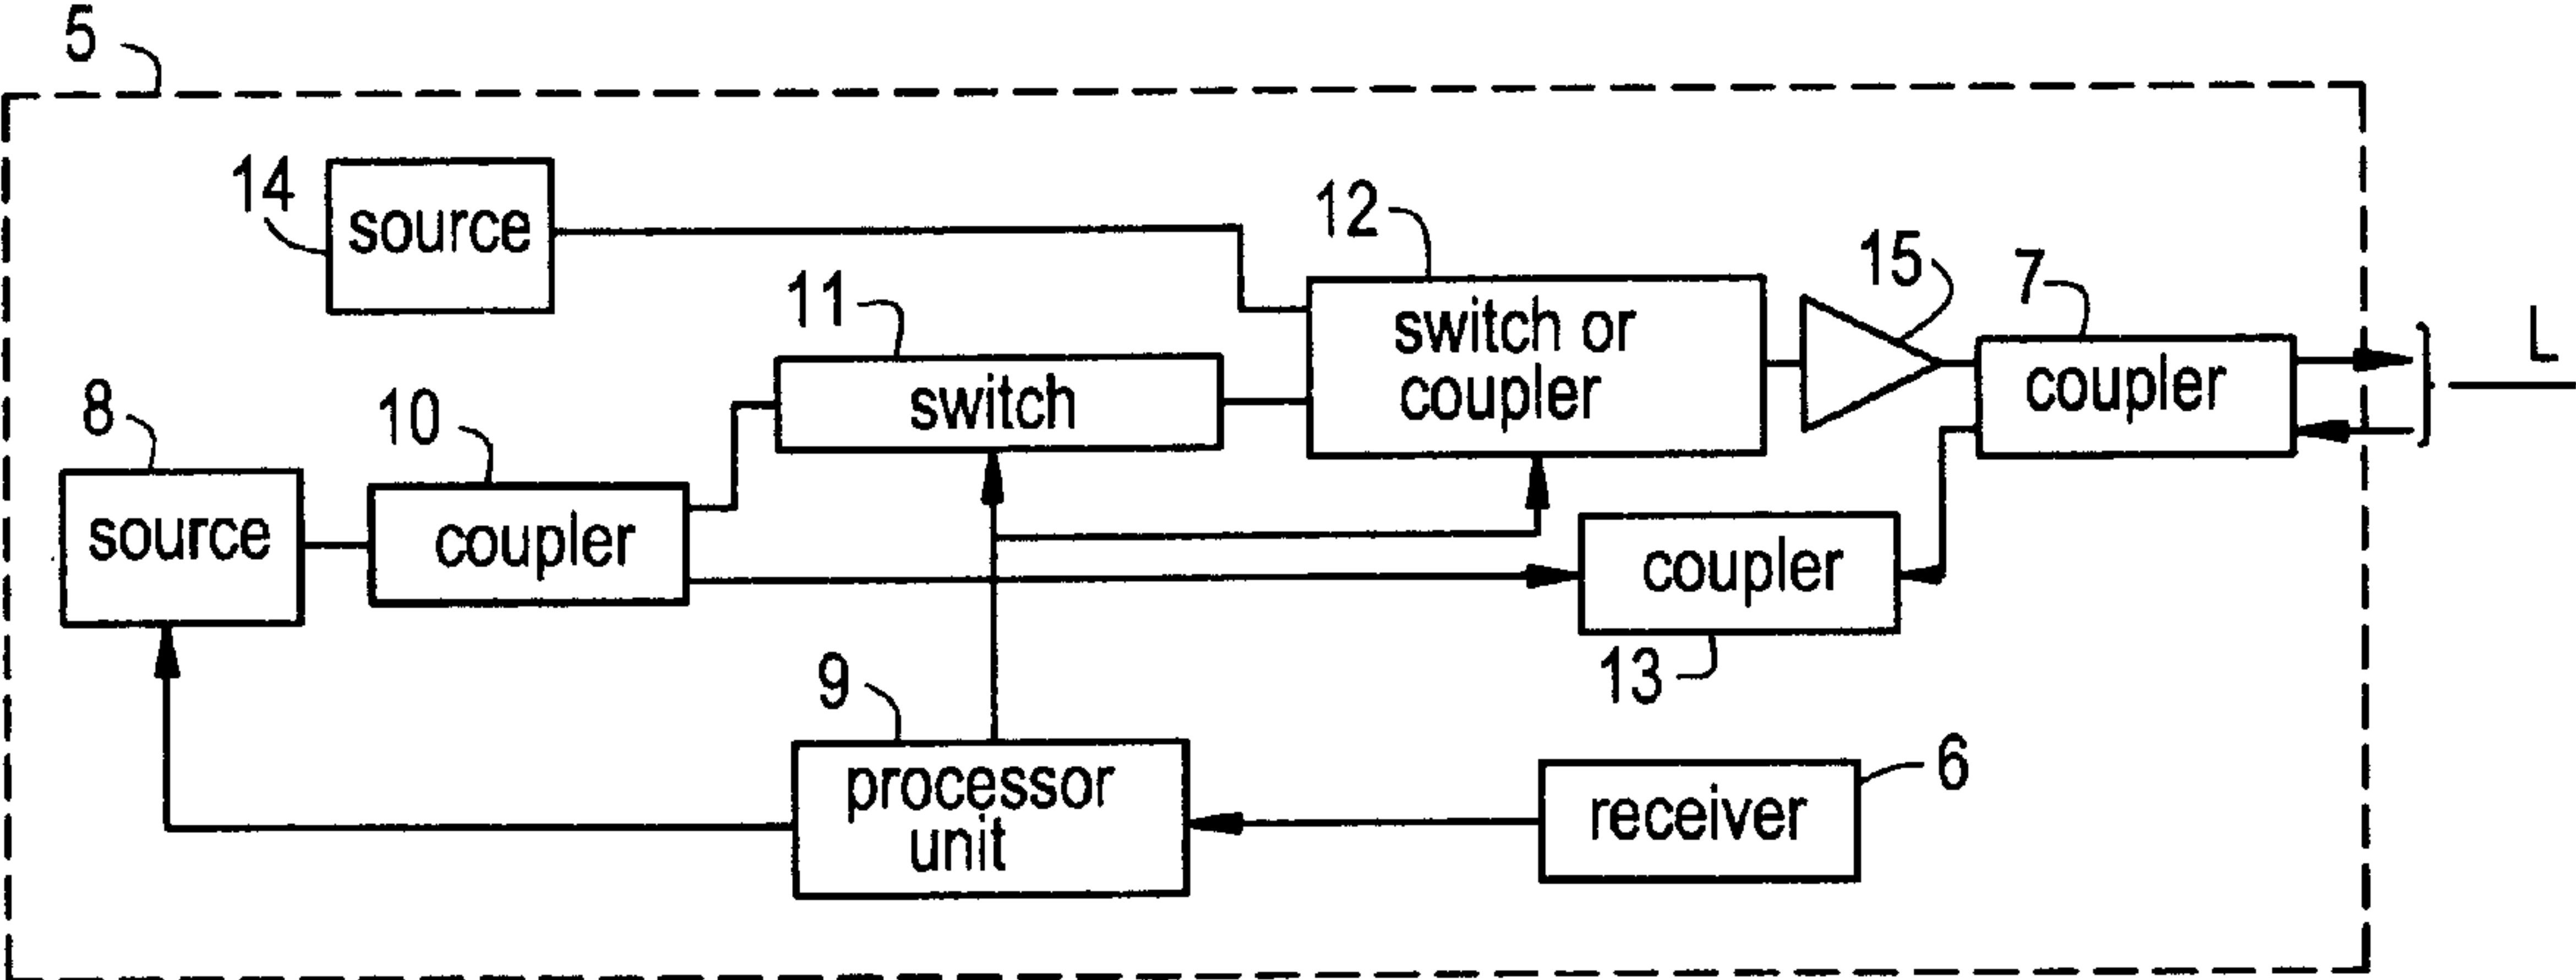 5
14
source
12
15
7
L
11
switch or
coupler
coupler
8
10
switch
source
coupler
coupler
13
9
processor
unit
receiver
6